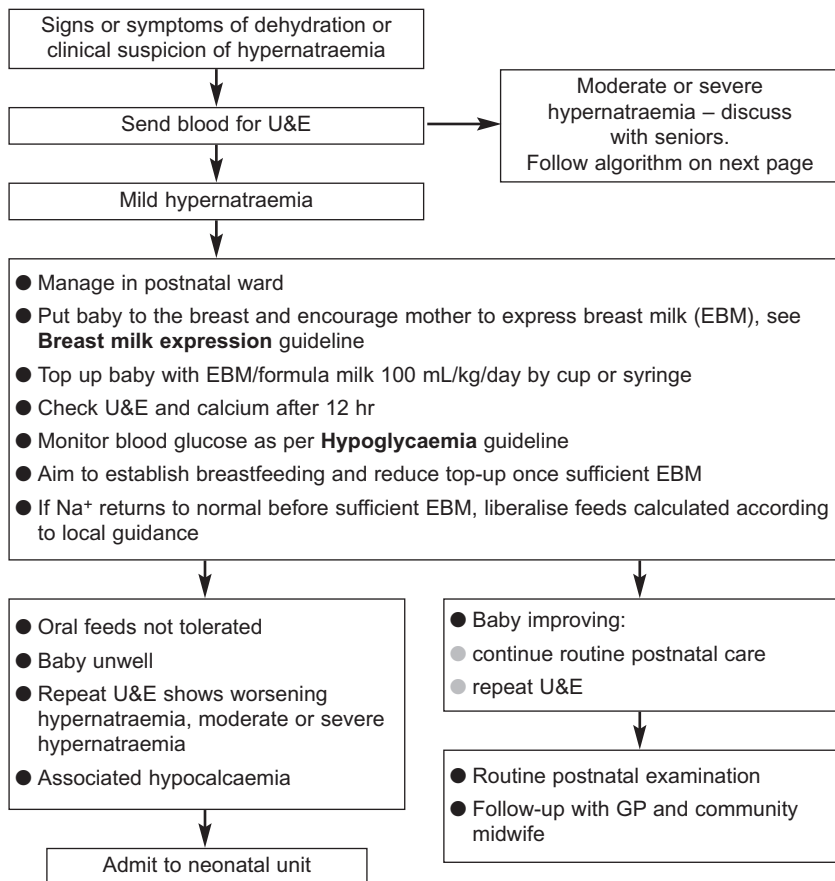 Signs or symptoms of dehydration or
clinical suspicion of hypernatraemia
Send blood for U&E
Moderate or severe
hypernatraemia – discuss
with seniors.
Follow algorithm on next page
Mild hypernatraemia
● Manage in postnatal ward
● Put baby to the breast and encourage mother to express breast milk (EBM), see
Breast milk expression guideline
● Top up baby with EBM/formula milk 100 mL/kg/day by cup or syringe
● Check U&E and calcium after 12 hr
● Monitor blood glucose as per Hypoglycaemia guideline
● Aim to establish breastfeeding and reduce top-up once sufficient EBM
● If Na⁺ returns to normal before sufficient EBM, liberalise feeds calculated according
to local guidance
● Oral feeds not tolerated
● Baby unwell
● Repeat U&E shows worsening
hypernatraemia, moderate or severe
hypernatraemia
● Associated hypocalcaemia
Admit to neonatal unit
● Baby improving:
● continue routine postnatal care
● repeat U&E
● Routine postnatal examination
● Follow-up with GP and community
midwife